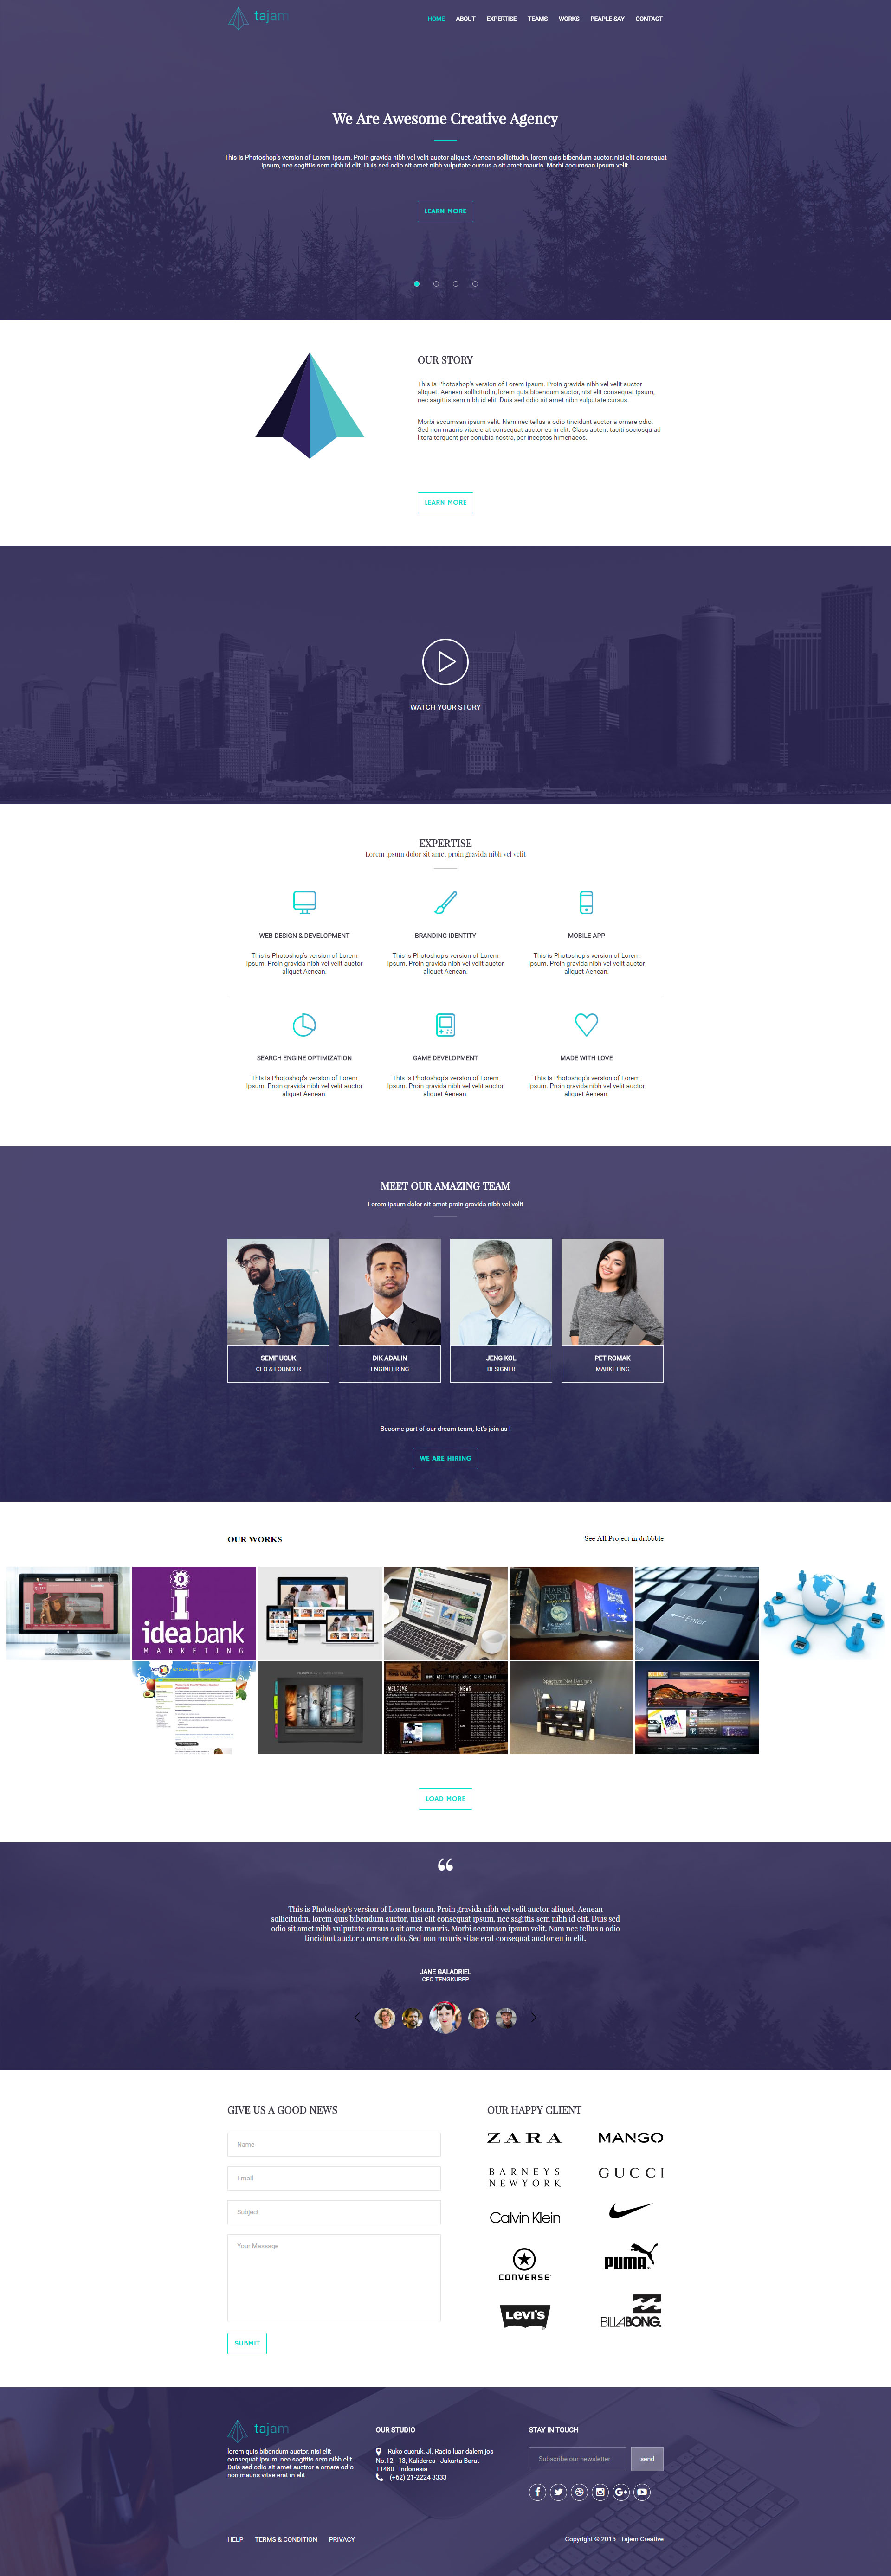 tajam
HOME ABOUT EXPERTISE TEAMS WORKS PEAPLE SAY CONTACT
We Are Awesome Creative Agency
This is Photoshop's version of Lorem Ipsum. Proin gravida nibh vel velit auctor aliquet. Aenean sollicitudin, lorem quis bibendum auctor, nisi elit consequat
ipsum, nec sagittis sem nibh id elit. Duis sed odio sit amet nibh vulputate cursus a sit amet mauris. Morbi accumsan ipsum velit.
LEARN MORE
OUR STORY
This is Photoshop's version of Lorem Ipsum. Proin gravida nibh vel velit auctor
aliquet. Aenean sollicitudin, lorem quis bibendum auctor, nisi elit consequat ipsum,
nec sagittis sem nibh id elit. Duis sed odio sit amet nibh vulputate cursus.
Morbi accumsan ipsum velit. Nam nec tellus a odio tincidunt auctor a ornare odio.
Sed non mauris vitae erat consequat auctor eu in elit. Class aptent taciti sociosqu ad
litora torquent per conubia nostra, per inceptos himenaeos.
LEARN MORE
WATCH YOUR STORY
EXPERTISE
Lorem ipsum dolor sit amet proin gravida nibh vel velit
WEB DESIGN & DEVELOPMENT
This is Photoshop's version of Lorem
Ipsum. Proin gravida nibh vel velit auctor
aliquet Aenean.
BRANDING IDENTITY
This is Photoshop's version of Lorem
Ipsum. Proin gravida nibh vel velit auctor
aliquet Aenean.
MOBILE APP
This is Photoshop's version of Lorem
Ipsum. Proin gravida nibh vel velit auctor
aliquet Aenean.
SEARCH ENGINE OPTIMIZATION
This is Photoshop's version of Lorem
Ipsum. Proin gravida nibh vel velit auctor
aliquet Aenean.
GAME DEVELOPMENT
This is Photoshop's version of Lorem
Ipsum. Proin gravida nibh vel velit auctor
aliquet Aenean.
MADE WITH LOVE
This is Photoshop's version of Lorem
Ipsum. Proin gravida nibh vel velit auctor
aliquet Aenean.
MEET OUR AMAZING TEAM
Lorem ipsum dolor sit amet proin gravida nibh vel velit
SEMF UCUK
CEO & FOUNDER
DIK ADALIN
ENGINEERING
JENG KOL
DESIGNER
PET ROMAK
MARKETING
Become part of our dream team, let's join us !
WE ARE HIRING
OUR WORKS
See All Project in dribbble
idea bank
MARKETING
HARRY POTTER
Enter
WELCOME
NEWS
LOAD MORE
This is Photoshop's version of Lorem Ipsum. Proin gravida nibh vel velit auctor aliquet. Aenean
sollicitudin, lorem quis bibendum auctor, nisi elit consequat ipsum, nec sagittis sem nibh id elit. Duis sed
odio sit amet nibh vulputate cursus a sit amet mauris. Morbi accumsan ipsum velit. Nam nec tellus a odio
tincidunt auctor a ornare odio. Sed non mauris vitae erat consequat auctor eu in elit.
JANE GALADRIEL
CEO TENGKUREP
GIVE US A GOOD NEWS
Name
Email
Subject
Your Massage
SUBMIT
OUR HAPPY CLIENT
ZARA
MANGO
BARNEYS
NEWYORK
GUCCI
Calvin Klein
CONVERSE
PUMA
LEVI'S
BILLABONG
tajam
lorem quis bibendum auctor, nisi elit
consequat ipsum, nec sagittis sem nibh elit.
Duis sed odio sit amet auctror a ornare odio
non mauris vitae erat in elit
OUR STUDIO
Ruko cucruk, Jl. Radio luar dalem jos
No.12 - 13, Kalideres - Jakarta Barat
11480 - Indonesia
(+62) 21-2224 3333
STAY IN TOUCH
Subscribe our newsletter
send
HELP TERMS & CONDITION PRIVACY
Copyright © 2015 - Tajem Creative